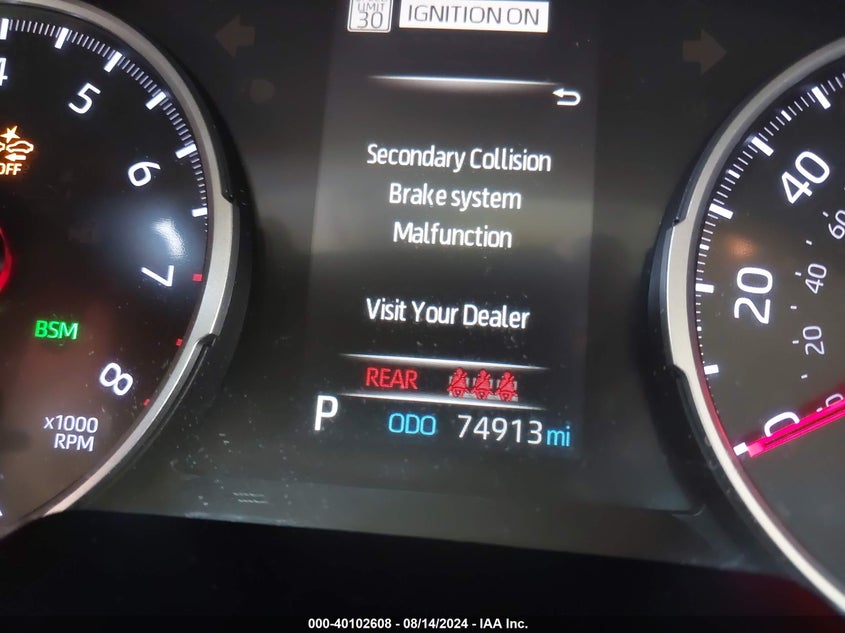 LIMIT
30
IGNITION ON
4
5
6
7
8
OFF
BSM
x1000
RPM
Secondary Collision
Brake system
Malfunction
Visit Your Dealer
REAR
P
ODO 74913 mi
40
20
0
60
40
20
000-40102608 - 08/14/2024 - IAA Inc.